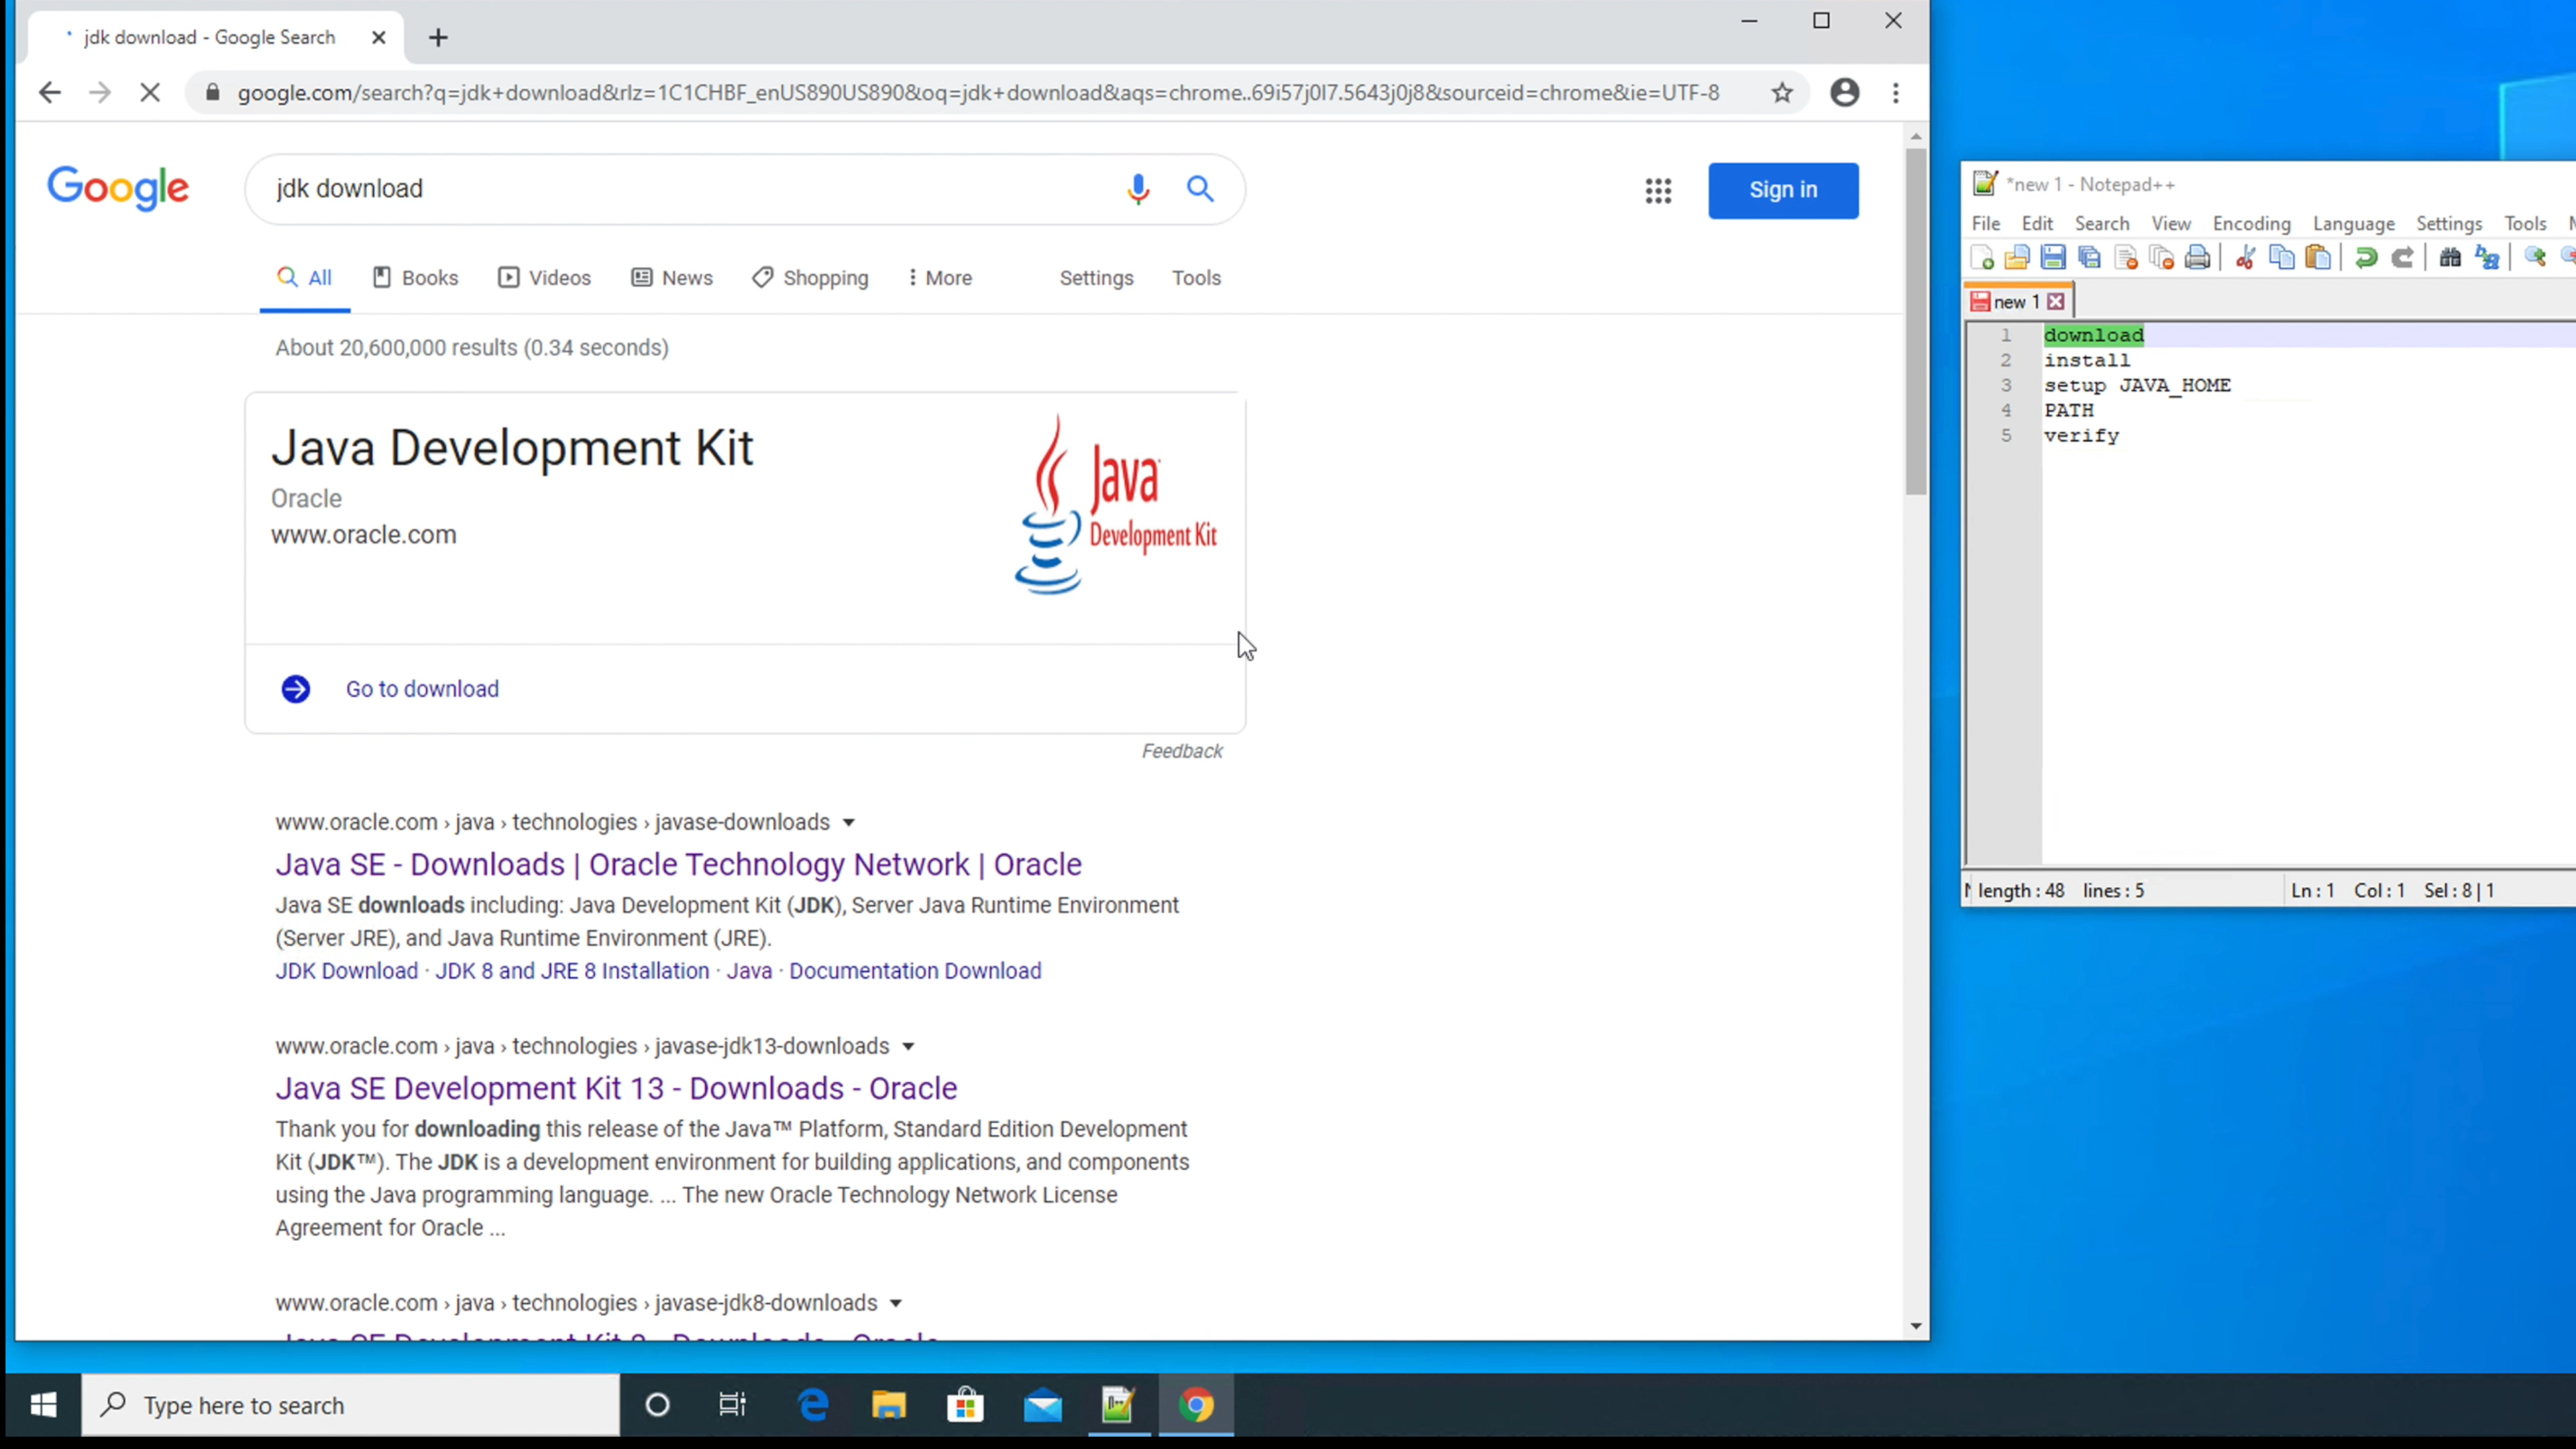 jdk download - Google Search
google.com/search?q=jdk+download&rlz=1C1CHBF_enUS890US890&oq=jdk+download&aqs=chrome..69i57j0l7.5643j0j8&sourceid=chrome&ie=UTF-8
Google
jdk download
Sign in
All Books Videos News Shopping More Settings Tools
About 20,600,000 results (0.34 seconds)
Java Development Kit
Oracle
www.oracle.com
Java
Development Kit
Go to download
Feedback
www.oracle.com › java › technologies › javase-downloads
Java SE - Downloads | Oracle Technology Network | Oracle
Java SE downloads including: Java Development Kit (JDK), Server Java Runtime Environment
(Server JRE), and Java Runtime Environment (JRE).
JDK Download · JDK 8 and JRE 8 Installation · Java · Documentation Download
www.oracle.com › java › technologies › javase-jdk13-downloads
Java SE Development Kit 13 - Downloads - Oracle
Thank you for downloading this release of the Java™ Platform, Standard Edition Development
Kit (JDK™). The JDK is a development environment for building applications, and components
using the Java programming language. ... The new Oracle Technology Network License
Agreement for Oracle ...
www.oracle.com › java › technologies › javase-jdk8-downloads
Java SE Development Kit 8 - Downloads - Oracle
*new 1 - Notepad++
File Edit Search View Encoding Language Settings Tools
new 1
1 download
2 install
3 setup JAVA_HOME
4 PATH
5 verify
length : 48 lines : 5 Ln : 1 Col : 1 Sel : 8 | 1
Type here to search